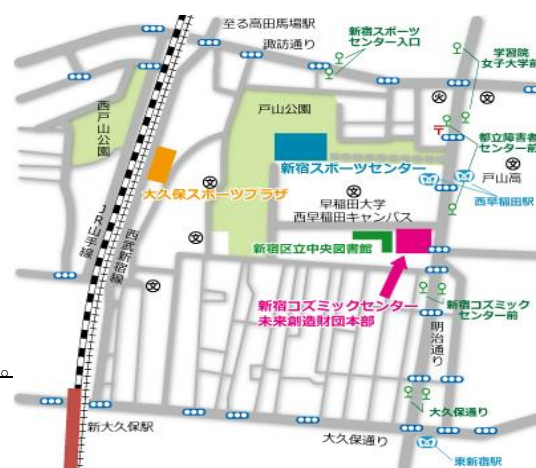 至る高田馬場駅
諏訪通り
新宿スポーツ
センター入口
学習院
女子大学前
西戸山公園
戸山公園
新宿スポーツセンター
都立障害者
センター前
大久保スポーツプラザ
文
文
文
文
文
火
〒
戸山高
早稲田大学
西早稲田キャンパス
西早稲田駅
JR山手線
西武新宿線
新宿区立中央図書館
新宿コズミックセンター
未来創造財団本部
新宿コズミック
センター前
明治通り
新大久保駅
大久保通り
大久保通り
東新宿駅